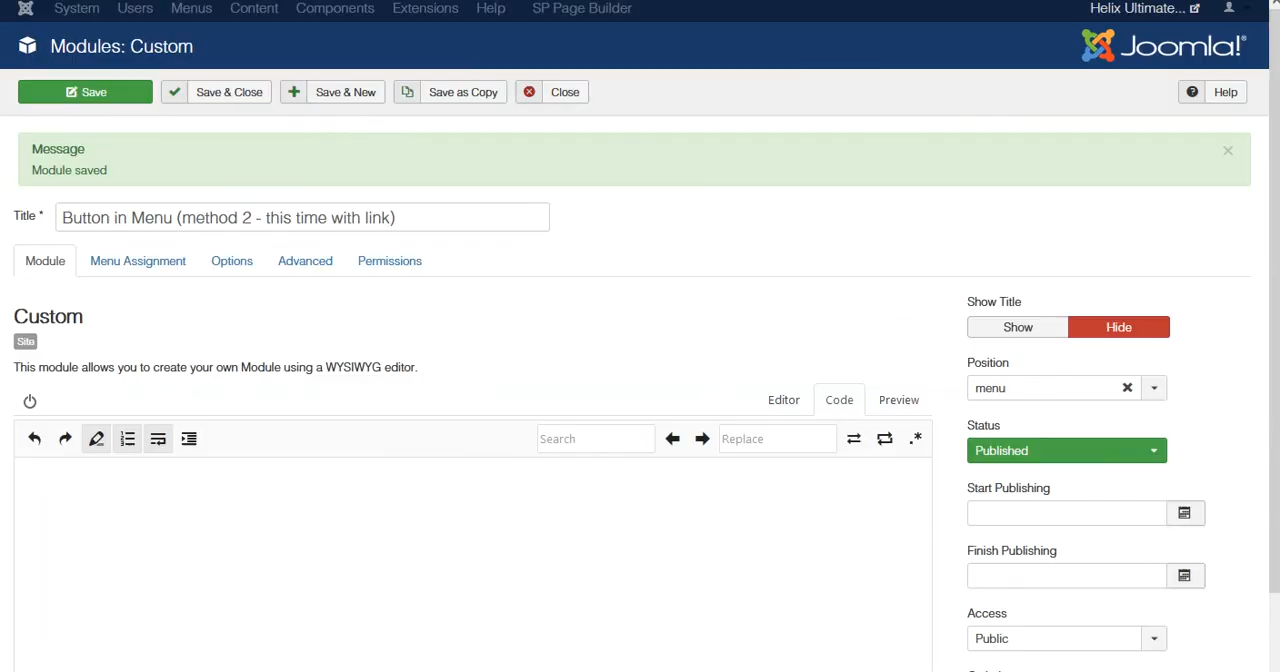 System Users Menus Content Components Extensions Help SP Page Builder Helix Ultimate...
Modules: Custom
Joomla!®
Save Save & Close Save & New Save as Copy Close Help
Message
Module saved
Title * Button in Menu (method 2 - this time with link)
Module Menu Assignment Options Advanced Permissions
Show Title
Custom
Show Hide
Site
Position
This module allows you to create your own Module using a WYSIWYG editor.
menu
Editor Code Preview
Status
Search Replace .*
Published
Start Publishing
Finish Publishing
Access
Public